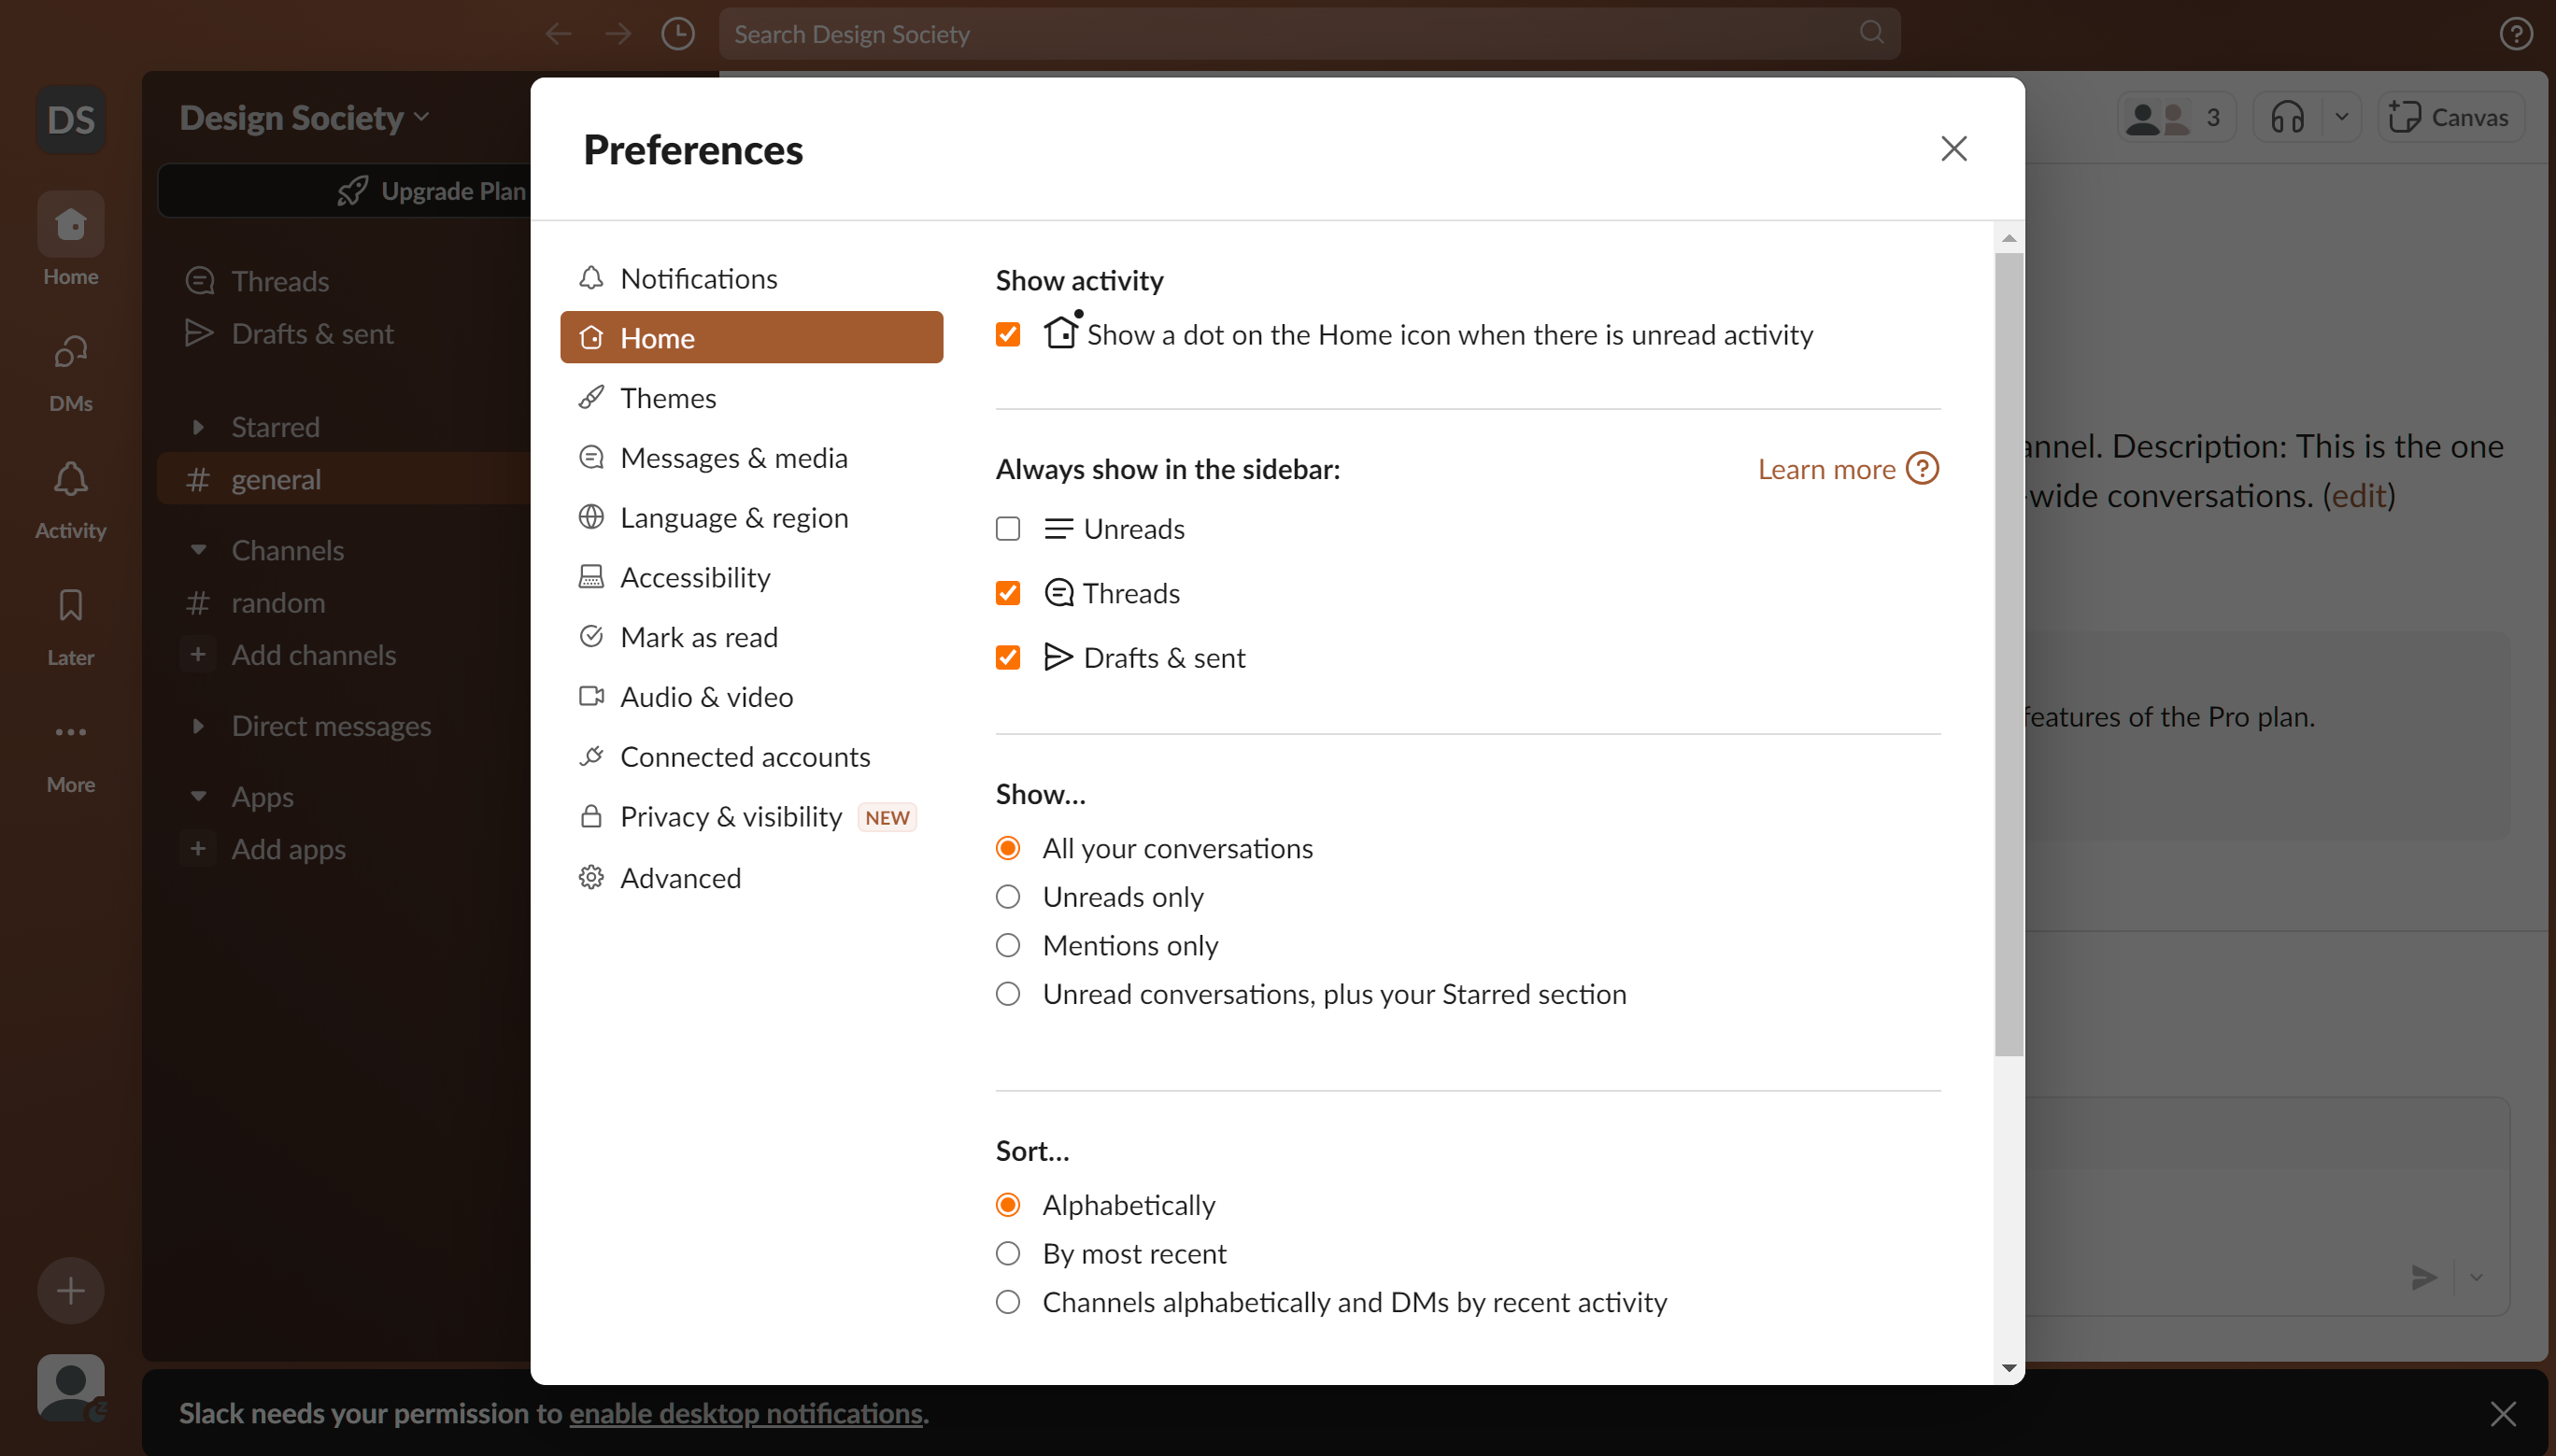 Search Design Society
DS
Design Society
3
Canvas
Upgrade Plan
Home
DMs
Activity
Later
More
Threads
Drafts & sent
Starred
# general
Channels
# random
Add channels
Direct messages
Apps
Add apps
Preferences
Notifications
Home
Themes
Messages & media
Language & region
Accessibility
Mark as read
Audio & video
Connected accounts
Privacy & visibility NEW
Advanced
Show activity
Show a dot on the Home icon when there is unread activity
Always show in the sidebar:
Learn more
Unreads
Threads
Drafts & sent
Show...
All your conversations
Unreads only
Mentions only
Unread conversations, plus your Starred section
Sort...
Alphabetically
By most recent
Channels alphabetically and DMs by recent activity
Description: This is the one
-wide conversations. (edit)
features of the Pro plan.
Slack needs your permission to enable desktop notifications.